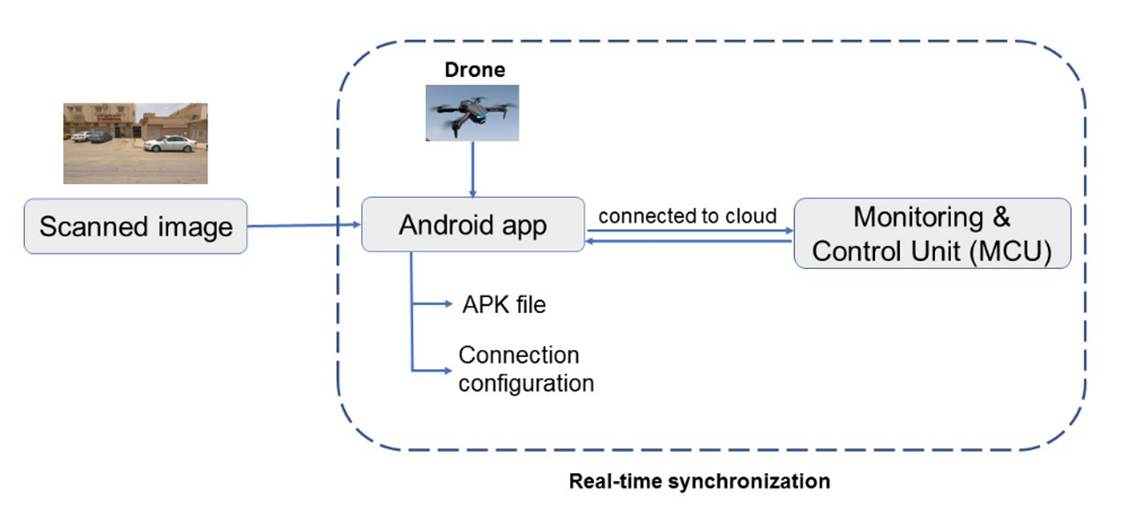 Drone
Scanned image
Android app
connected to cloud
Monitoring &
Control Unit (MCU)
APK file
Connection
configuration
Real-time synchronization